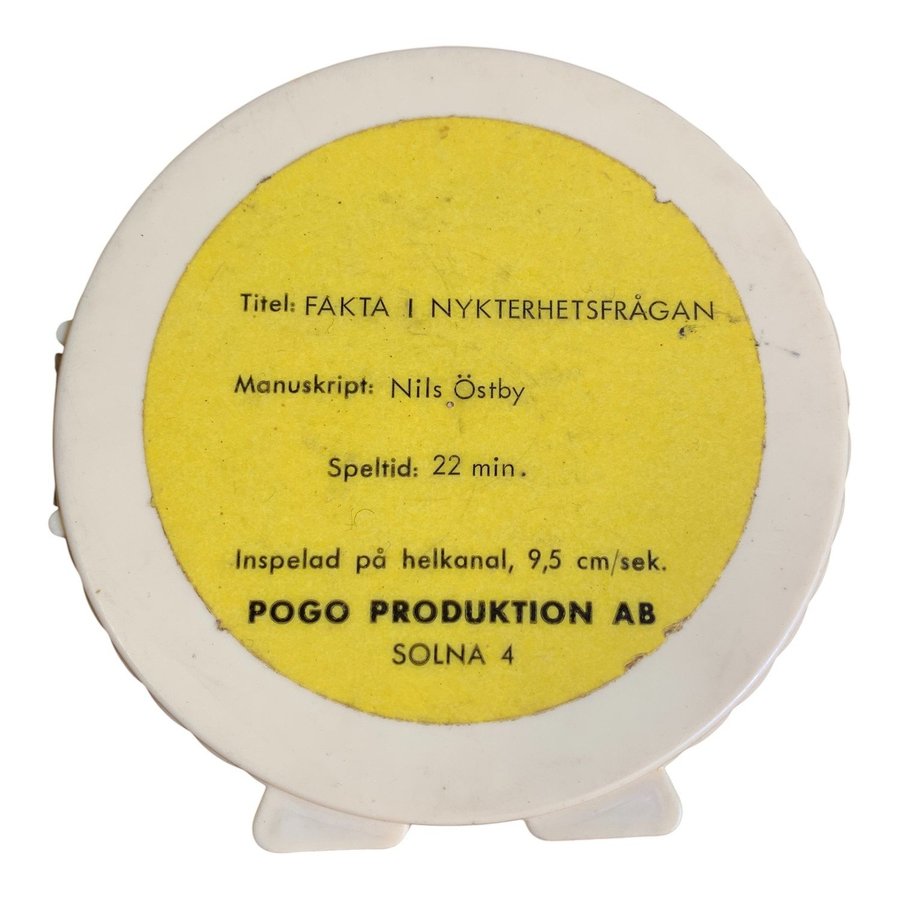 Titel: FAKTA I NYKTERHETSFRÅGAN
Manuskript: Nils Östby
Speltid: 22 min.
Inspelad på helkanal, 9,5 cm/sek.
POGO PRODUKTION AB
SOLNA 4